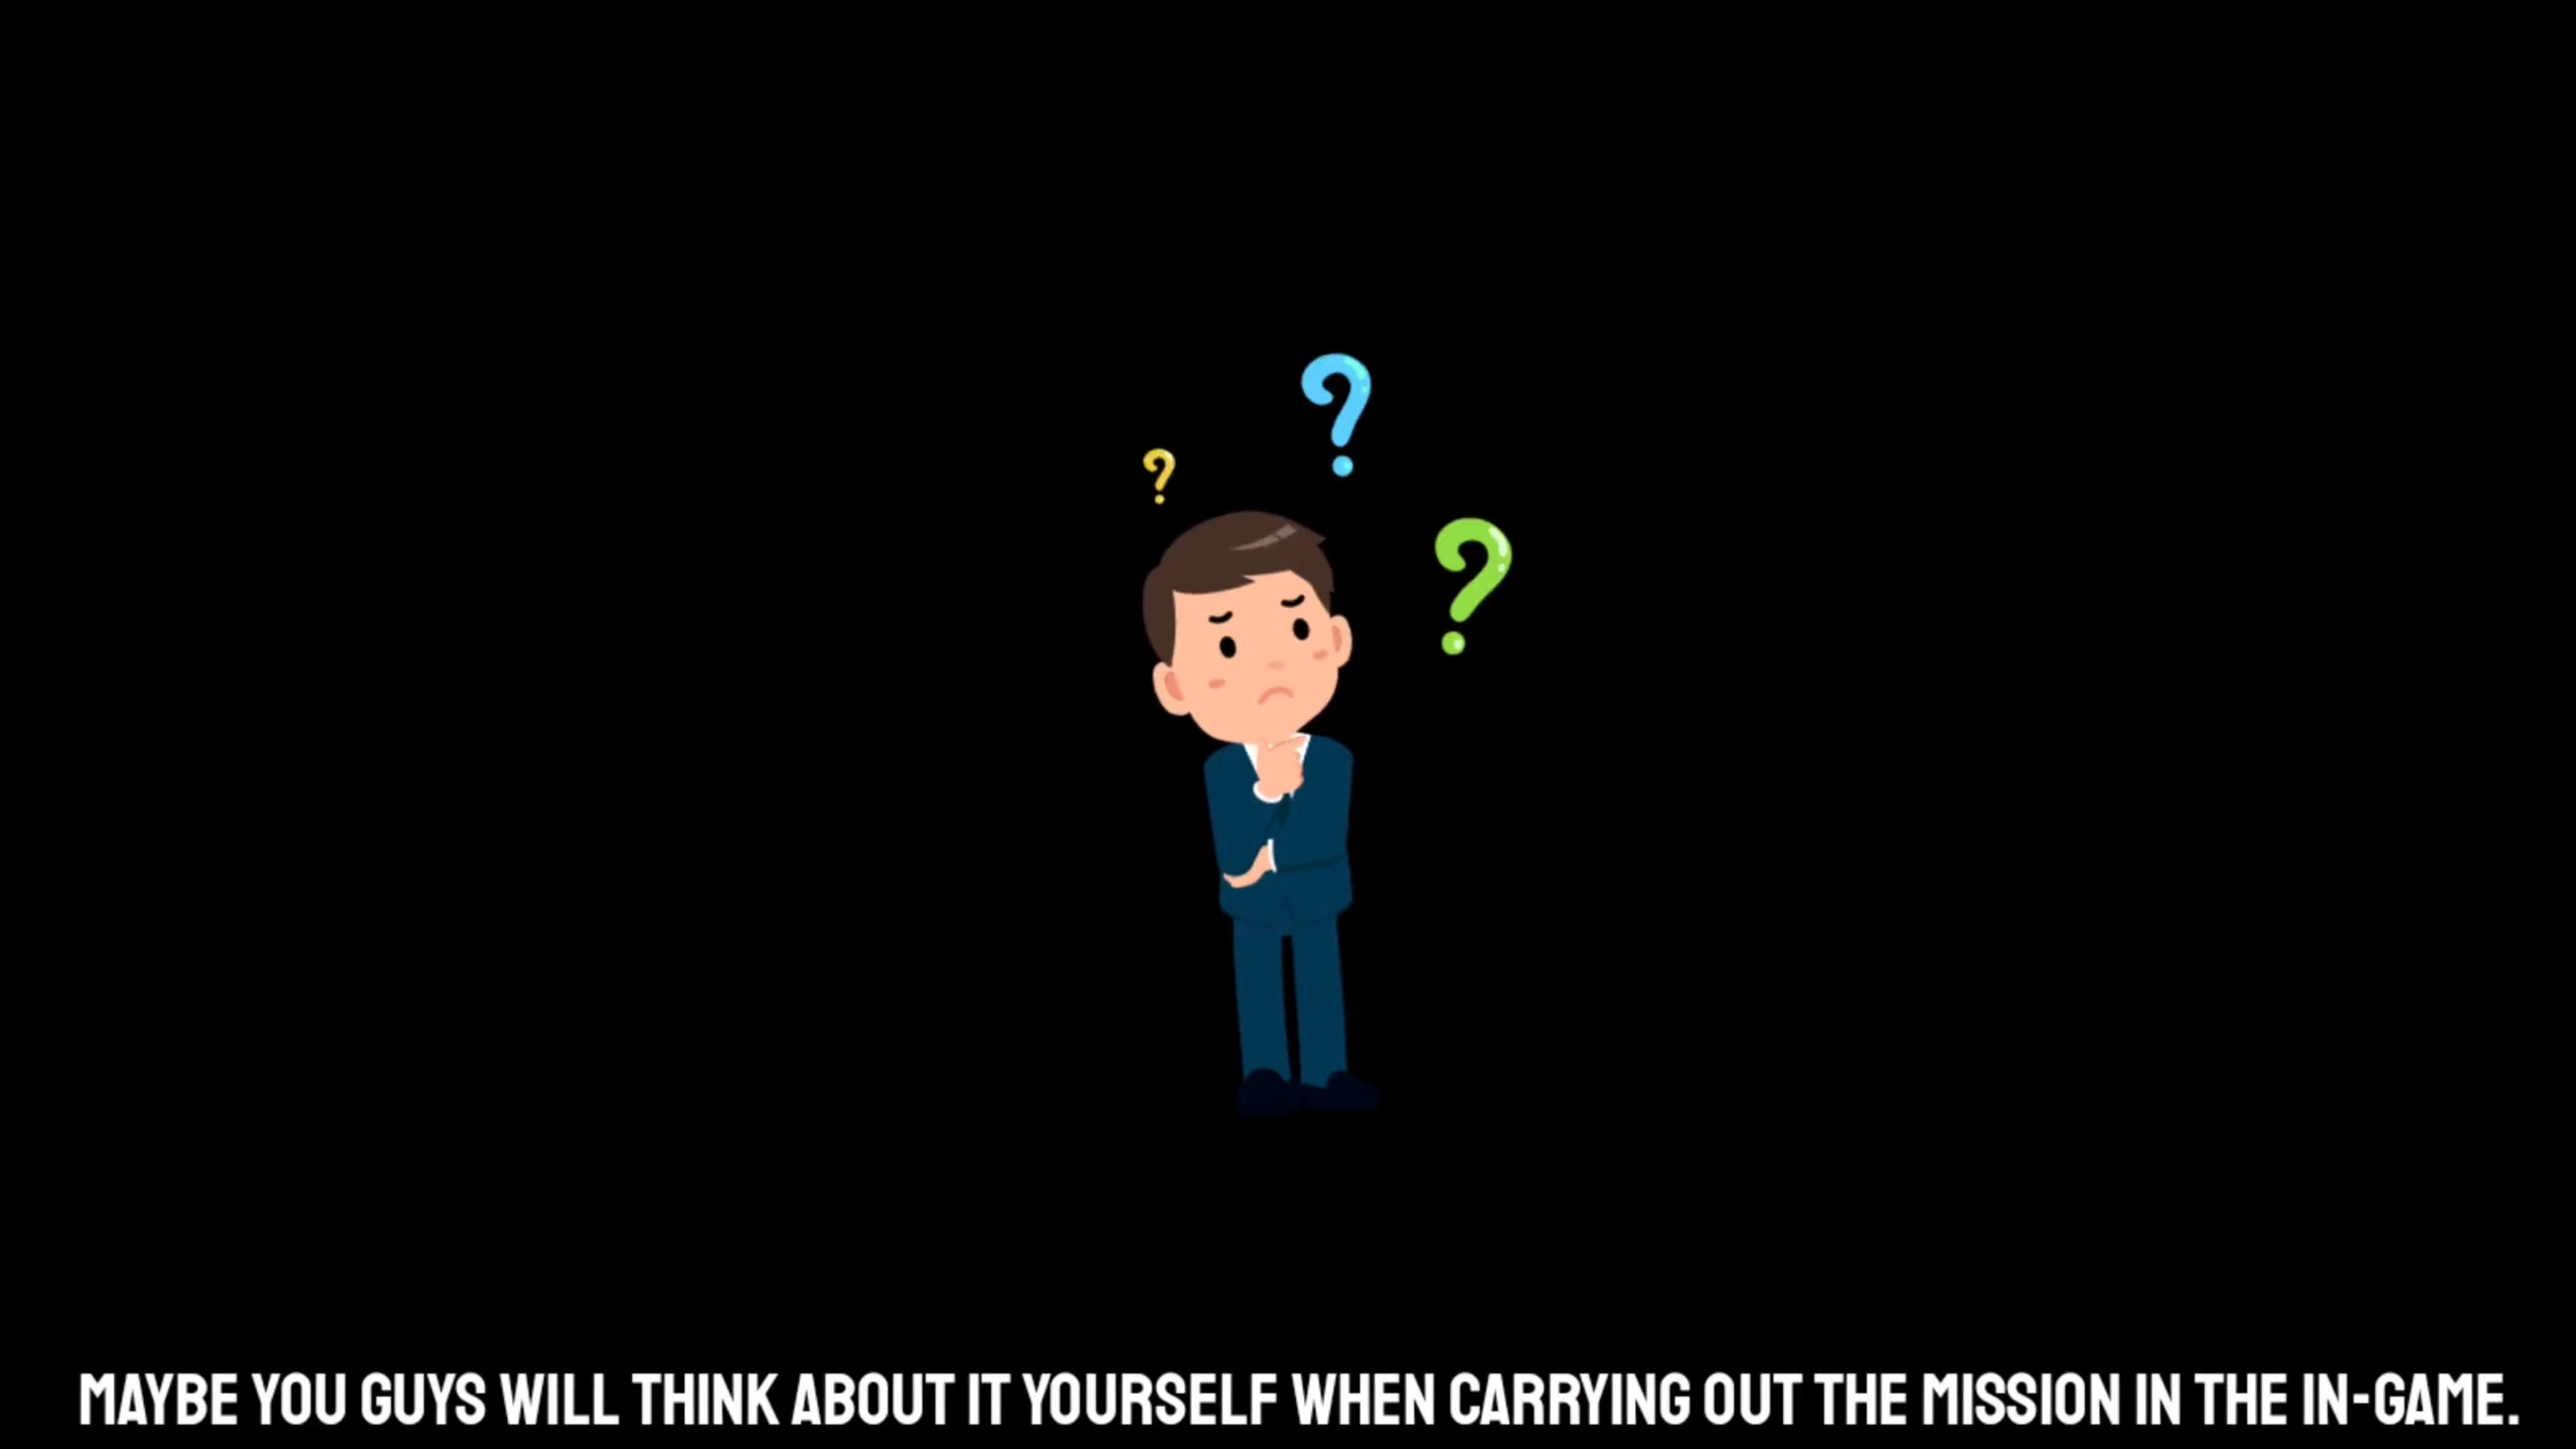 ?
?
?
MAYBE YOU GUYS WILL THINK ABOUT IT YOURSELF WHEN CARRYING OUT THE MISSION IN THE IN-GAME.